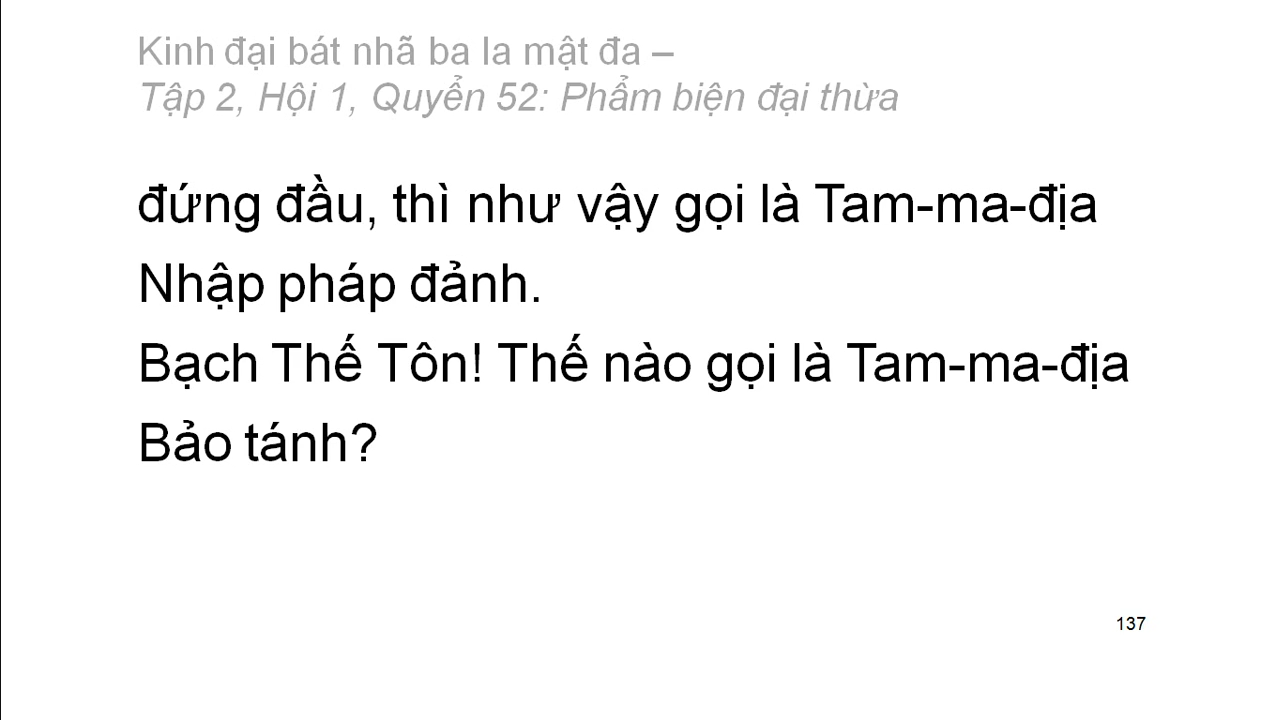 Kinh đại bát nhã ba la mật đa –
Tập 2, Hội 1, Quyển 52: Phẩm biện đại thừa
đứng đầu, thì như vậy gọi là Tam-ma-địa
Nhập pháp đảnh.
Bạch Thế Tôn! Thế nào gọi là Tam-ma-địa
Bảo tánh?
137